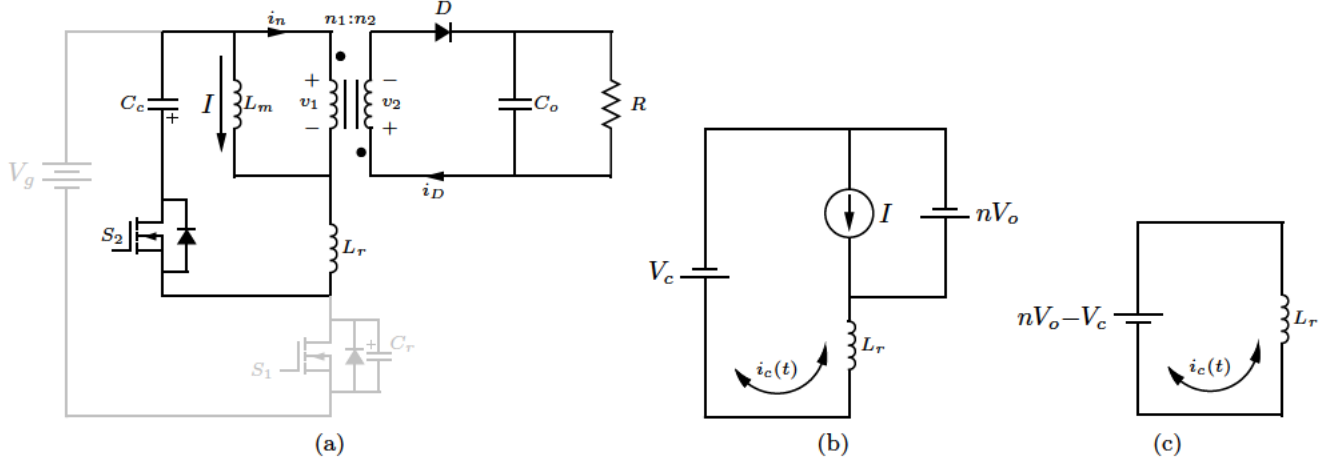 i_n
n_1:n_2
D
C_c
+
I
L_m
+
v_1
−
−
v_2
+
C_o
R
V_g
i_D
S_2
L_r
S_1
+
C_r
(a)
V_c
I
nV_o
L_r
i_c(t)
(b)
nV_o−V_c
L_r
i_c(t)
(c)